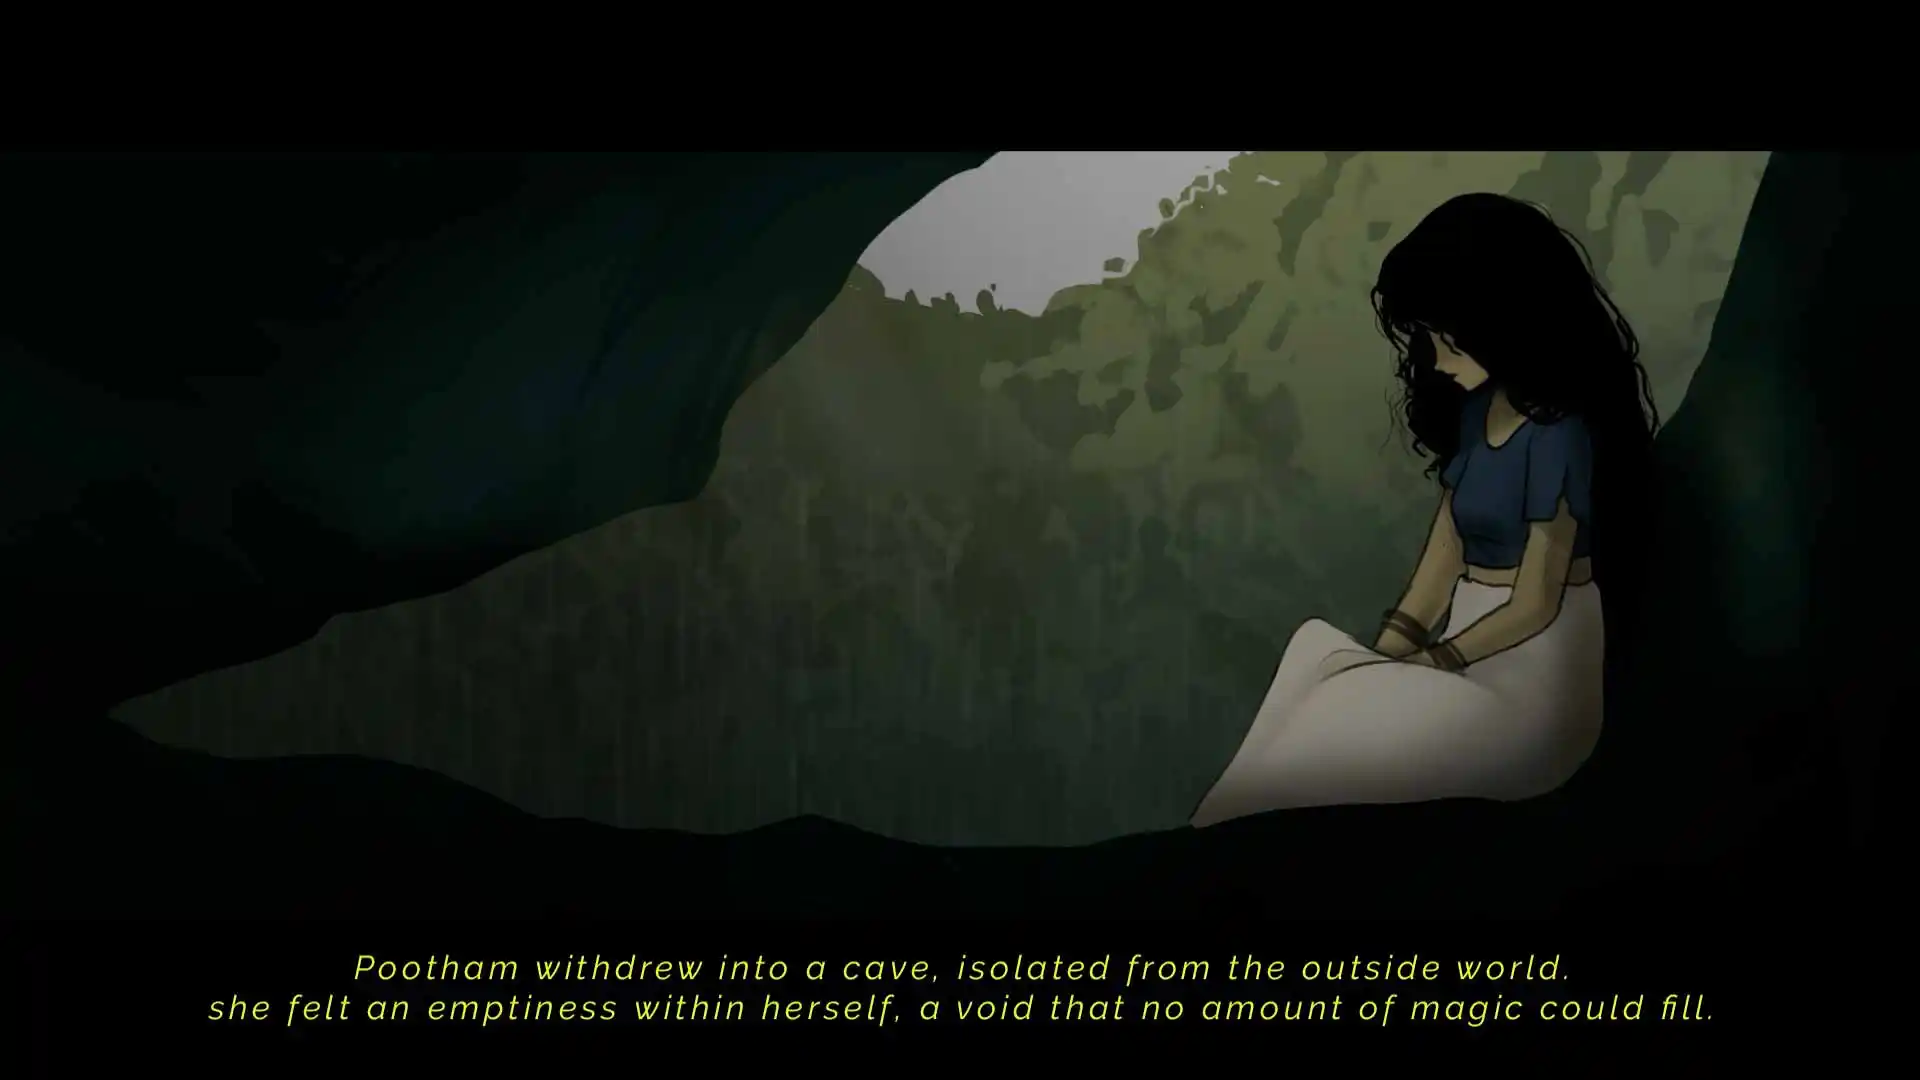 Pootham withdrew into a cave, isolated from the outside world.
she felt an emptiness within herself, a void that no amount of magic could fill.